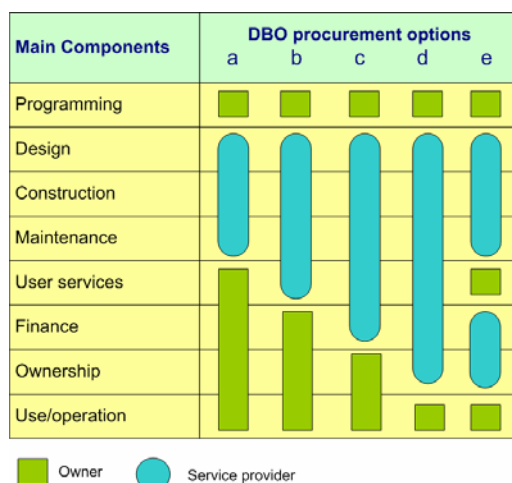 Main Components
DBO procurement options
a b c d e
Programming
Design
Construction
Maintenance
User services
Finance
Ownership
Use/operation
Owner
Service provider